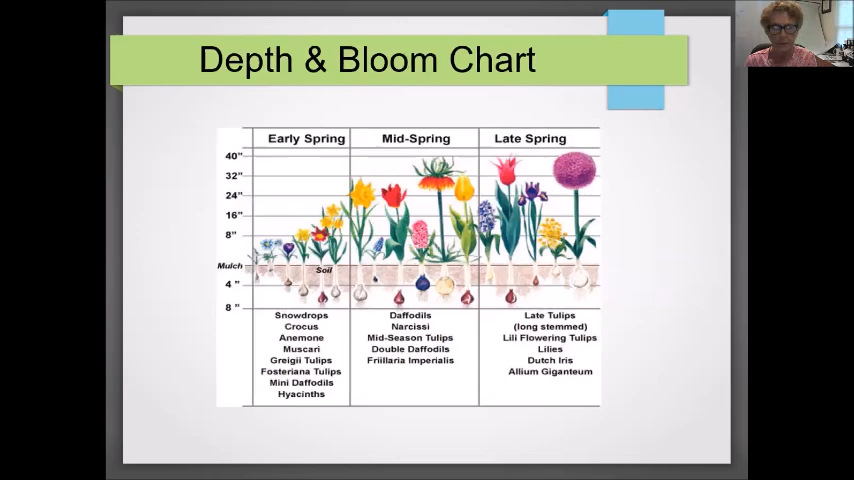 Depth & Bloom Chart
Early Spring Mid-Spring Late Spring
40"
32"
24"
16"
8"
Mulch
Soil
4"
8"
Snowdrops
Crocus
Anemone
Muscari
Greigii Tulips
Fosteriana Tulips
Mini Daffodils
Hyacinths
Daffodils
Narcissi
Mid-Season Tulips
Double Daffodils
Friillaria Imperialis
Late Tulips
(long stemmed)
Lili Flowering Tulips
Lilies
Dutch Iris
Allium Giganteum